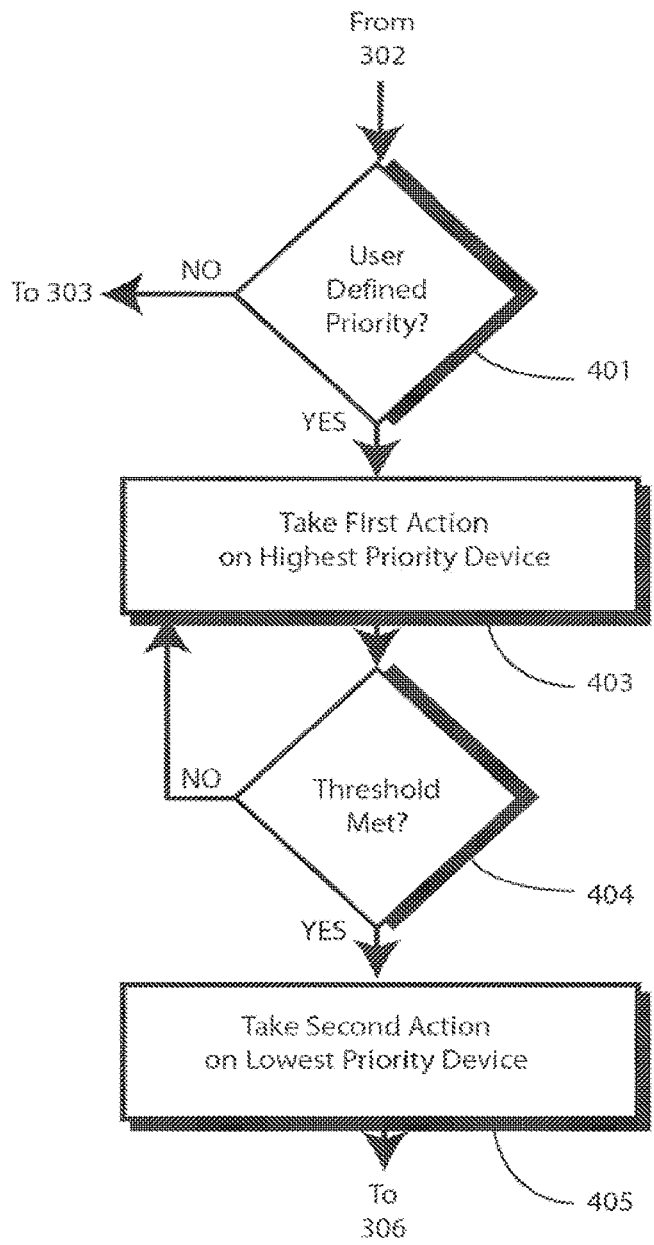 From
302
User
Defined
Priority?
NO
To 303
401
YES
Take First Action
on Highest Priority Device
403
NO
Threshold
Met?
404
YES
Take Second Action
on Lowest Priority Device
405
To
306